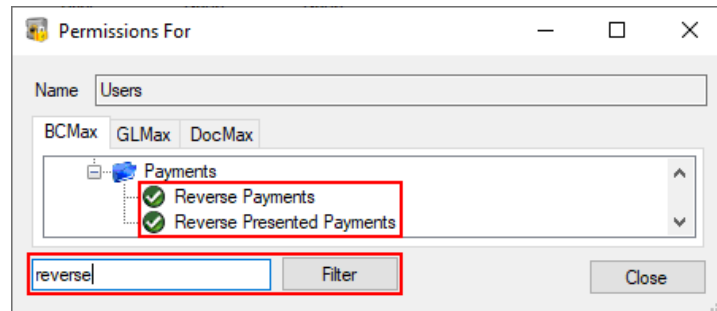 Permissions For
Name Users
BCMax GLMax DocMax
Payments
Reverse Payments
Reverse Presented Payments
reverse Filter Close